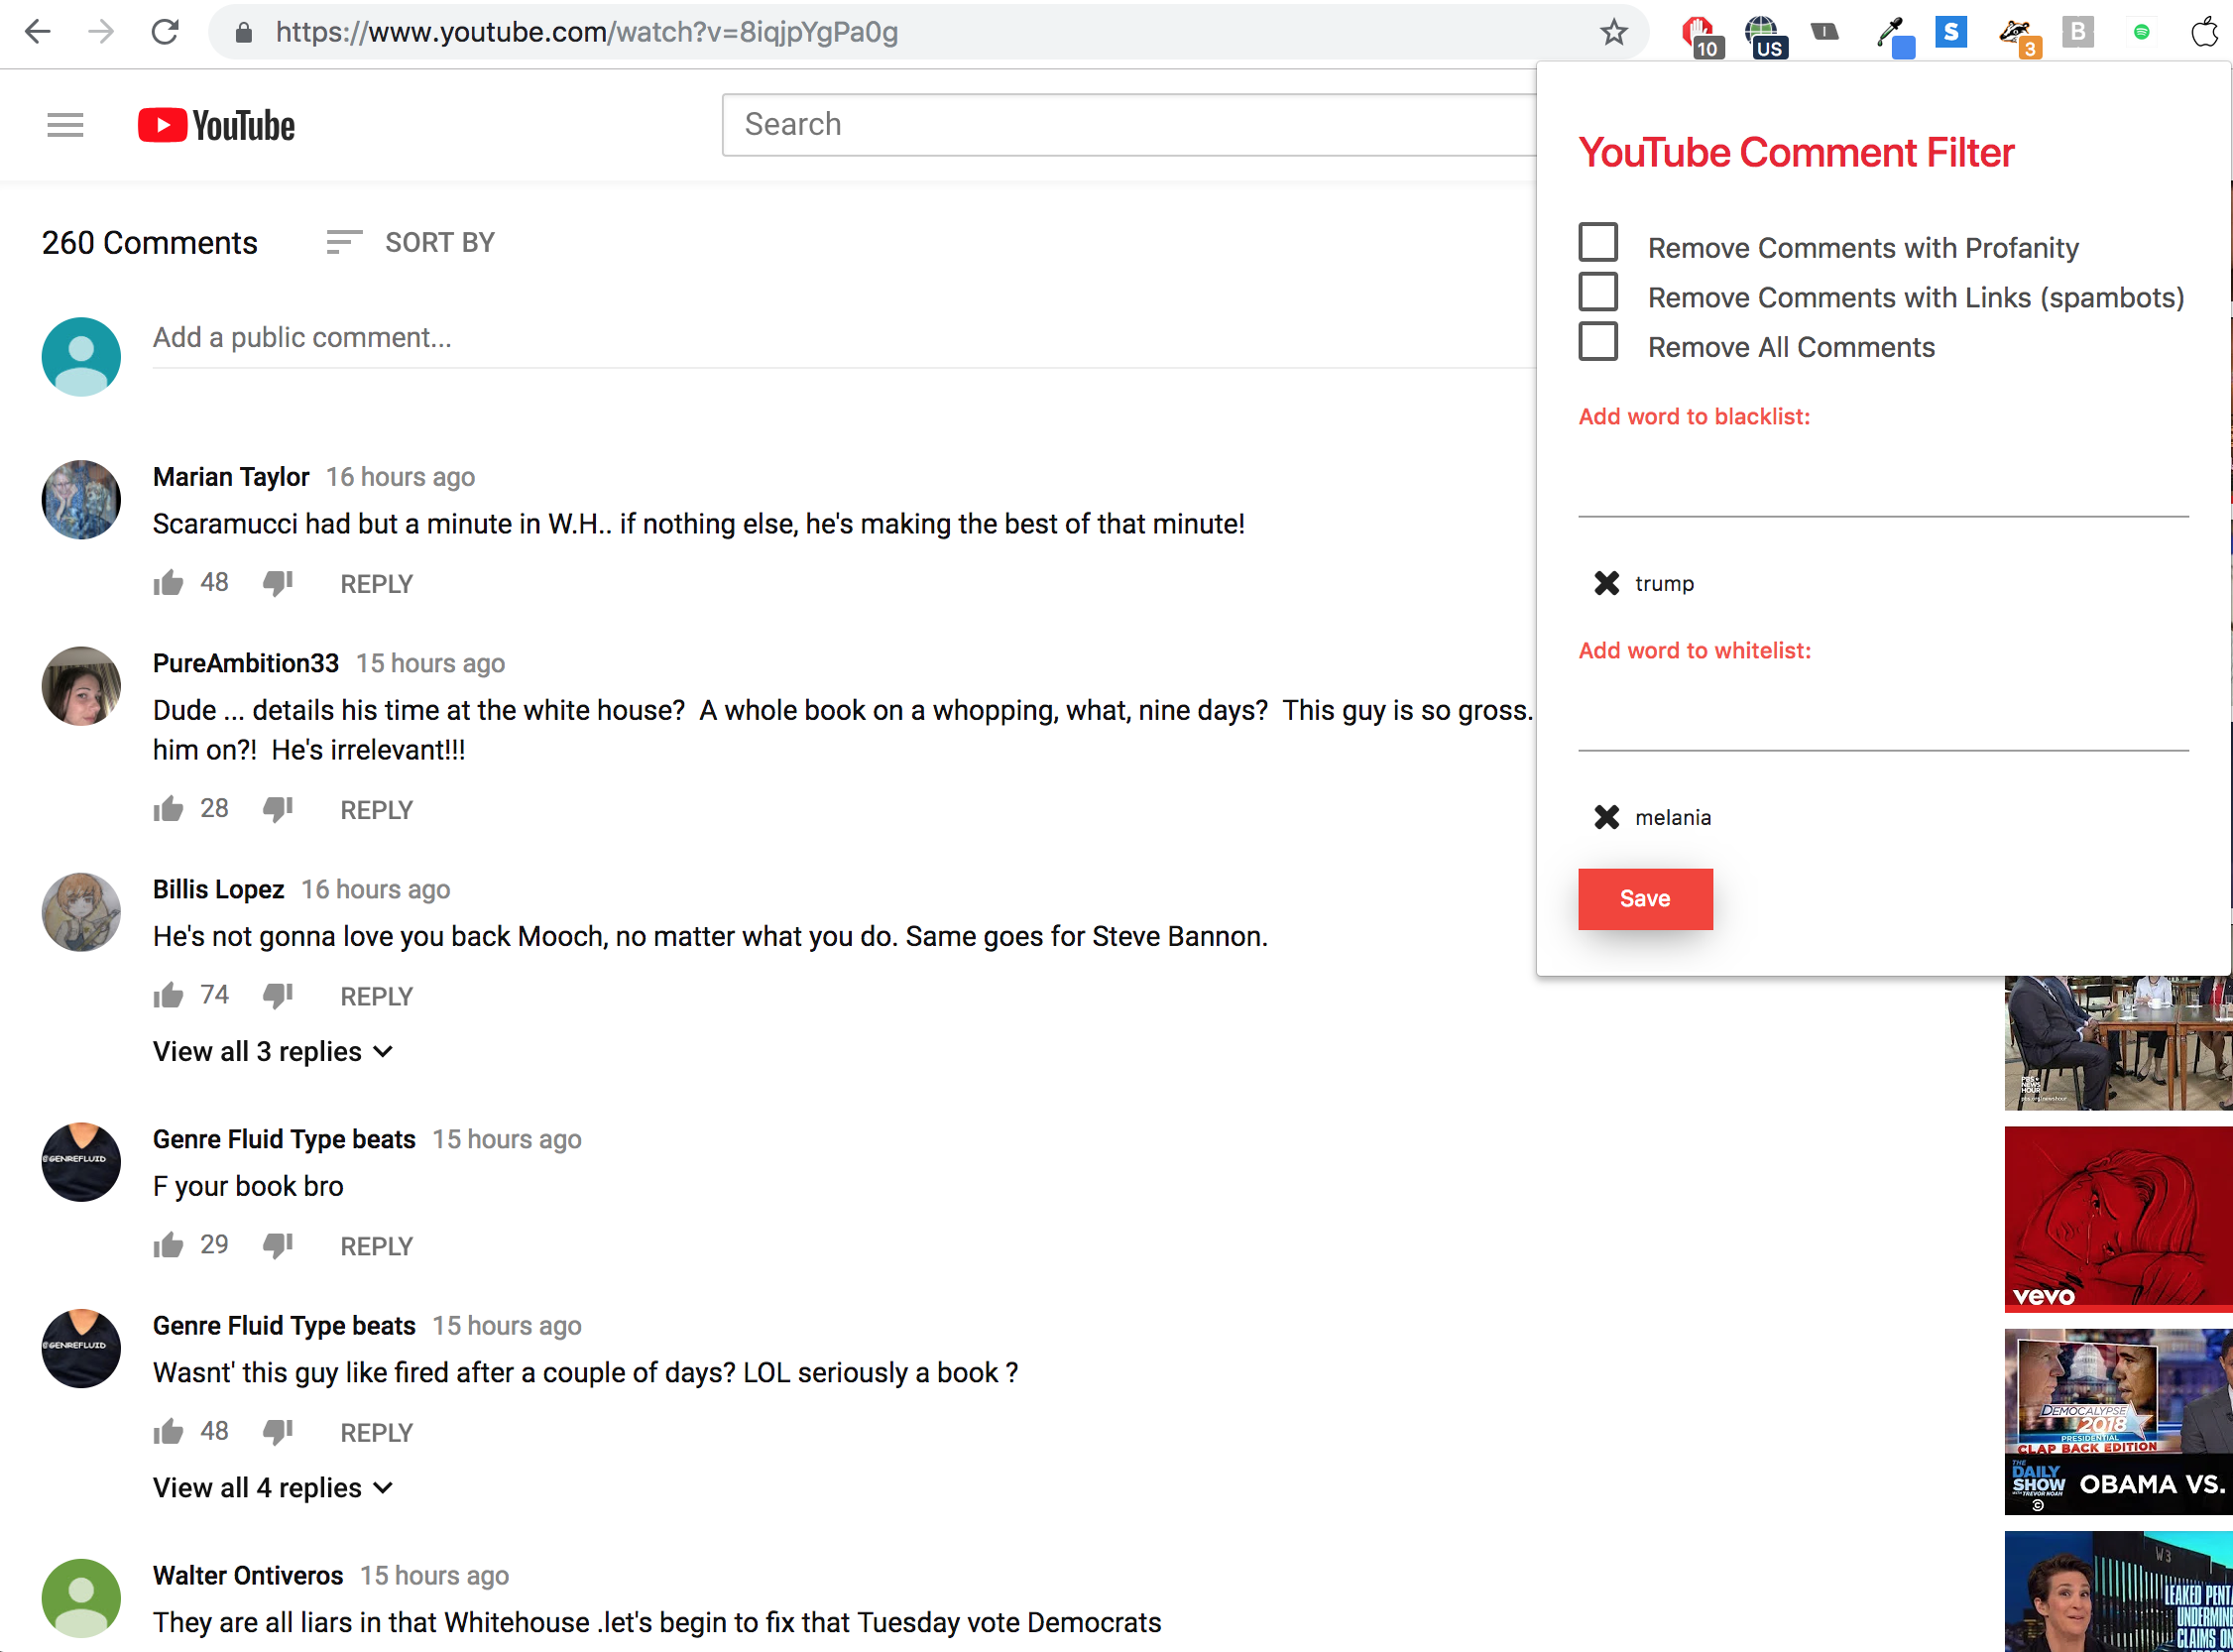 https://www.youtube.com/watch?v=8iqjpYgPa0g
10
US
S
3
B
YouTube
Search
260 Comments
SORT BY
Add a public comment...
Marian Taylor 16 hours ago
Scaramucci had but a minute in W.H.. if nothing else, he's making the best of that minute!
48
REPLY
PureAmbition33 15 hours ago
Dude ... details his time at the white house?  A whole book on a whopping, what, nine days?  This guy is so gross.
him on?!  He's irrelevant!!!
28
REPLY
Billis Lopez 16 hours ago
He's not gonna love you back Mooch, no matter what you do. Same goes for Steve Bannon.
74
REPLY
View all 3 replies
GENREFLUID
Genre Fluid Type beats 15 hours ago
F your book bro
29
REPLY
GENREFLUID
Genre Fluid Type beats 15 hours ago
Wasnt' this guy like fired after a couple of days? LOL seriously a book ?
48
REPLY
View all 4 replies
Walter Ontiveros 15 hours ago
They are all liars in that Whitehouse .let's begin to fix that Tuesday vote Democrats
YouTube Comment Filter
Remove Comments with Profanity
Remove Comments with Links (spambots)
Remove All Comments
Add word to blacklist:
trump
Add word to whitelist:
melania
Save
PBS
NEWS
HOUR
vevo
DEMOCALYPSE
2018
PRESIDENTIAL
CLAP BACK EDITION
THE
DAILY
SHOW
WITH TREVOR NOAH
OBAMA VS.
W3
LEAKED
UNDERMIN
CLAIMS